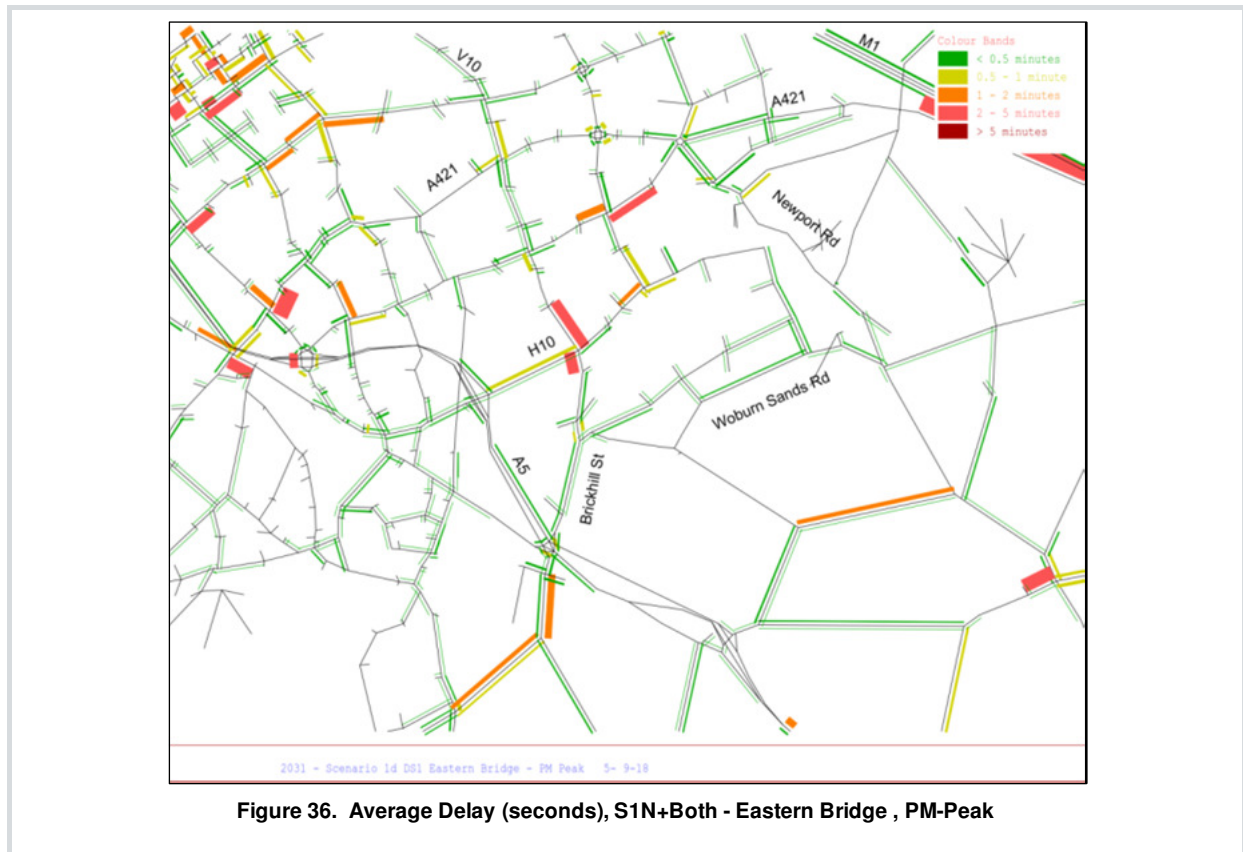 M1
V10
Colour Bands
< 0.5 minutes
0.5 - 1 minute
1 - 2 minutes
2 - 5 minutes
> 5 minutes
A421
A421
Newport Rd
H10
Woburn Sands Rd
A5
Brickhill St
2031 - Scenario 1d DS1 Eastern Bridge - PM Peak 5- 9-18
Figure 36. Average Delay (seconds), S1N+Both - Eastern Bridge , PM-Peak